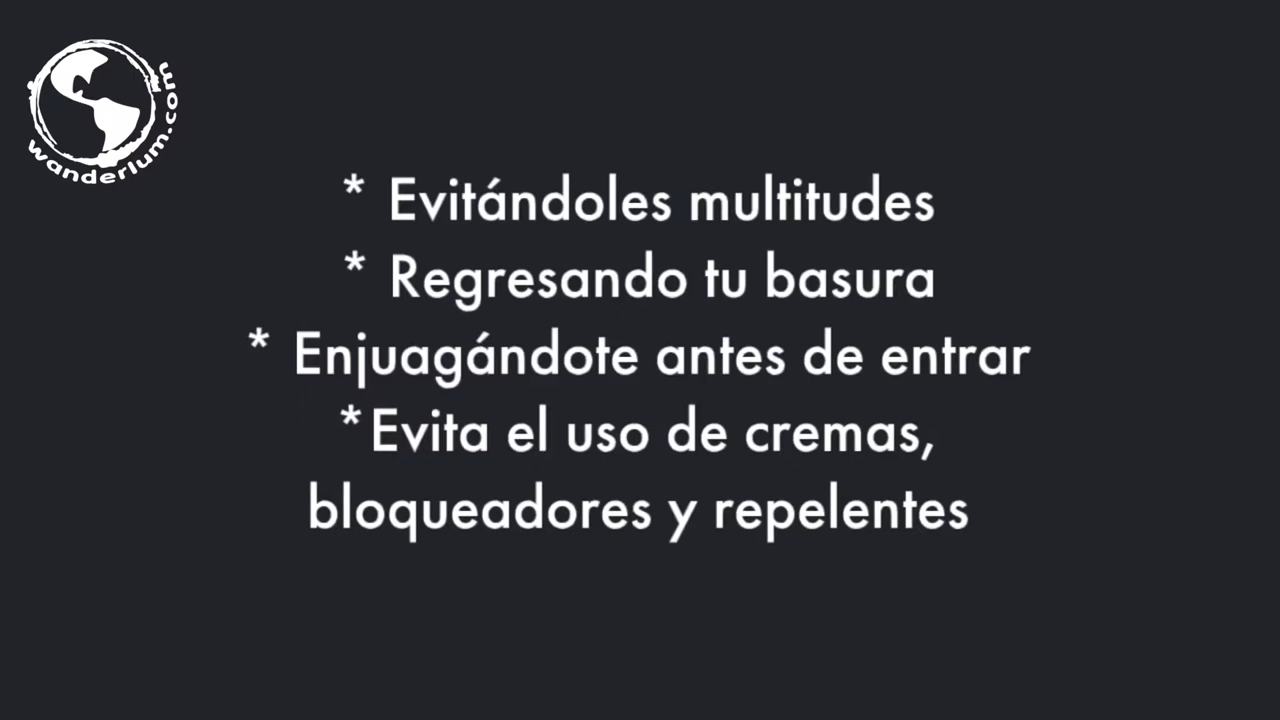 wanderlum.com
* Evitándoles multitudes
* Regresando tu basura
* Enjuagándote antes de entrar
*Evita el uso de cremas,
bloqueadores y repelentes